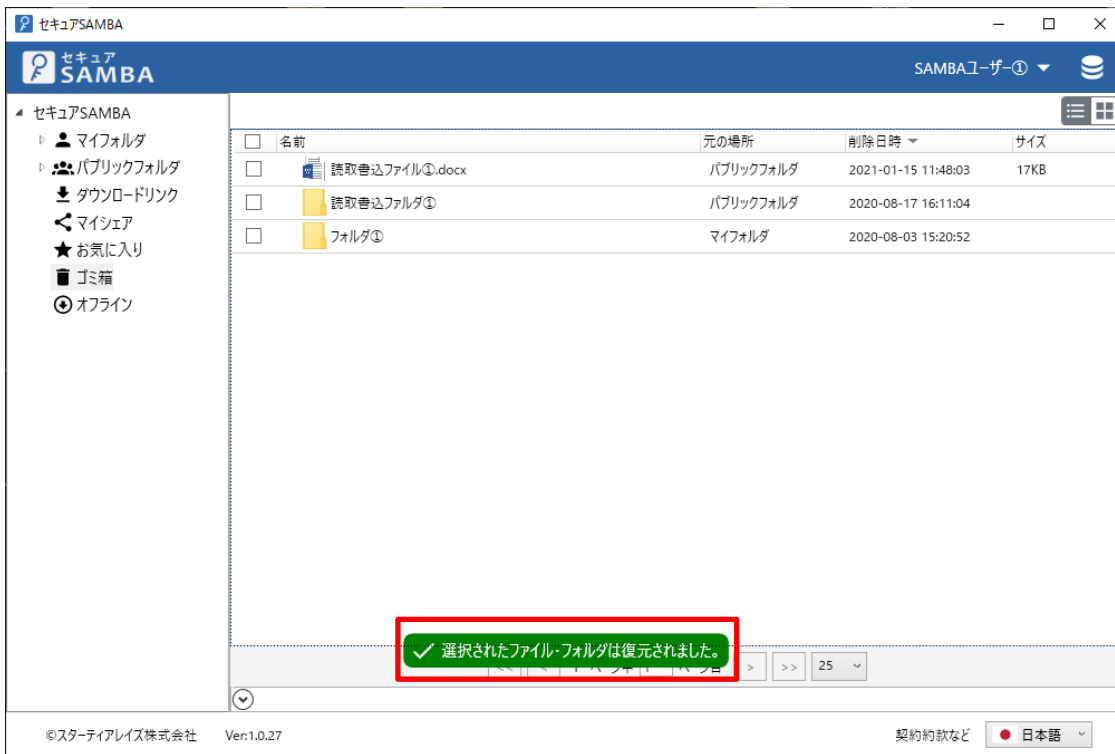 セキュアSAMBA
セキュア
SAMBA
SAMBAユーザー①
セキュアSAMBA
マイフォルダ
パブリックフォルダ
ダウンロードリンク
マイシェア
お気に入り
ゴミ箱
オフライン
名前 元の場所 削除日時 サイズ
読取書込ファイル①.docx パブリックフォルダ 2021-01-15 11:48:03 17KB
読取書込ファルダ① パブリックフォルダ 2020-08-17 16:11:04
フォルダ① マイフォルダ 2020-08-03 15:20:52
選択されたファイル・フォルダは復元されました。
> >> 25
©スターティアレイズ株式会社 Ver:1.0.27 契約約款など 日本語